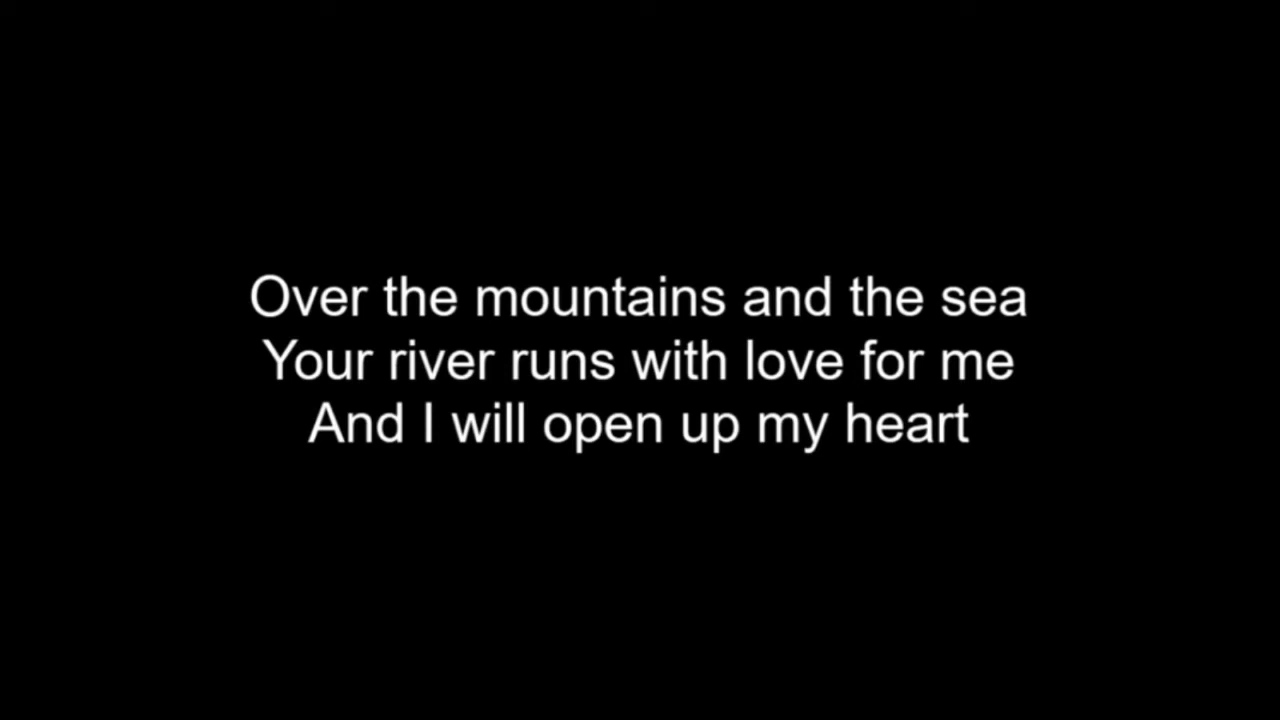 Over the mountains and the sea
Your river runs with love for me
And I will open up my heart